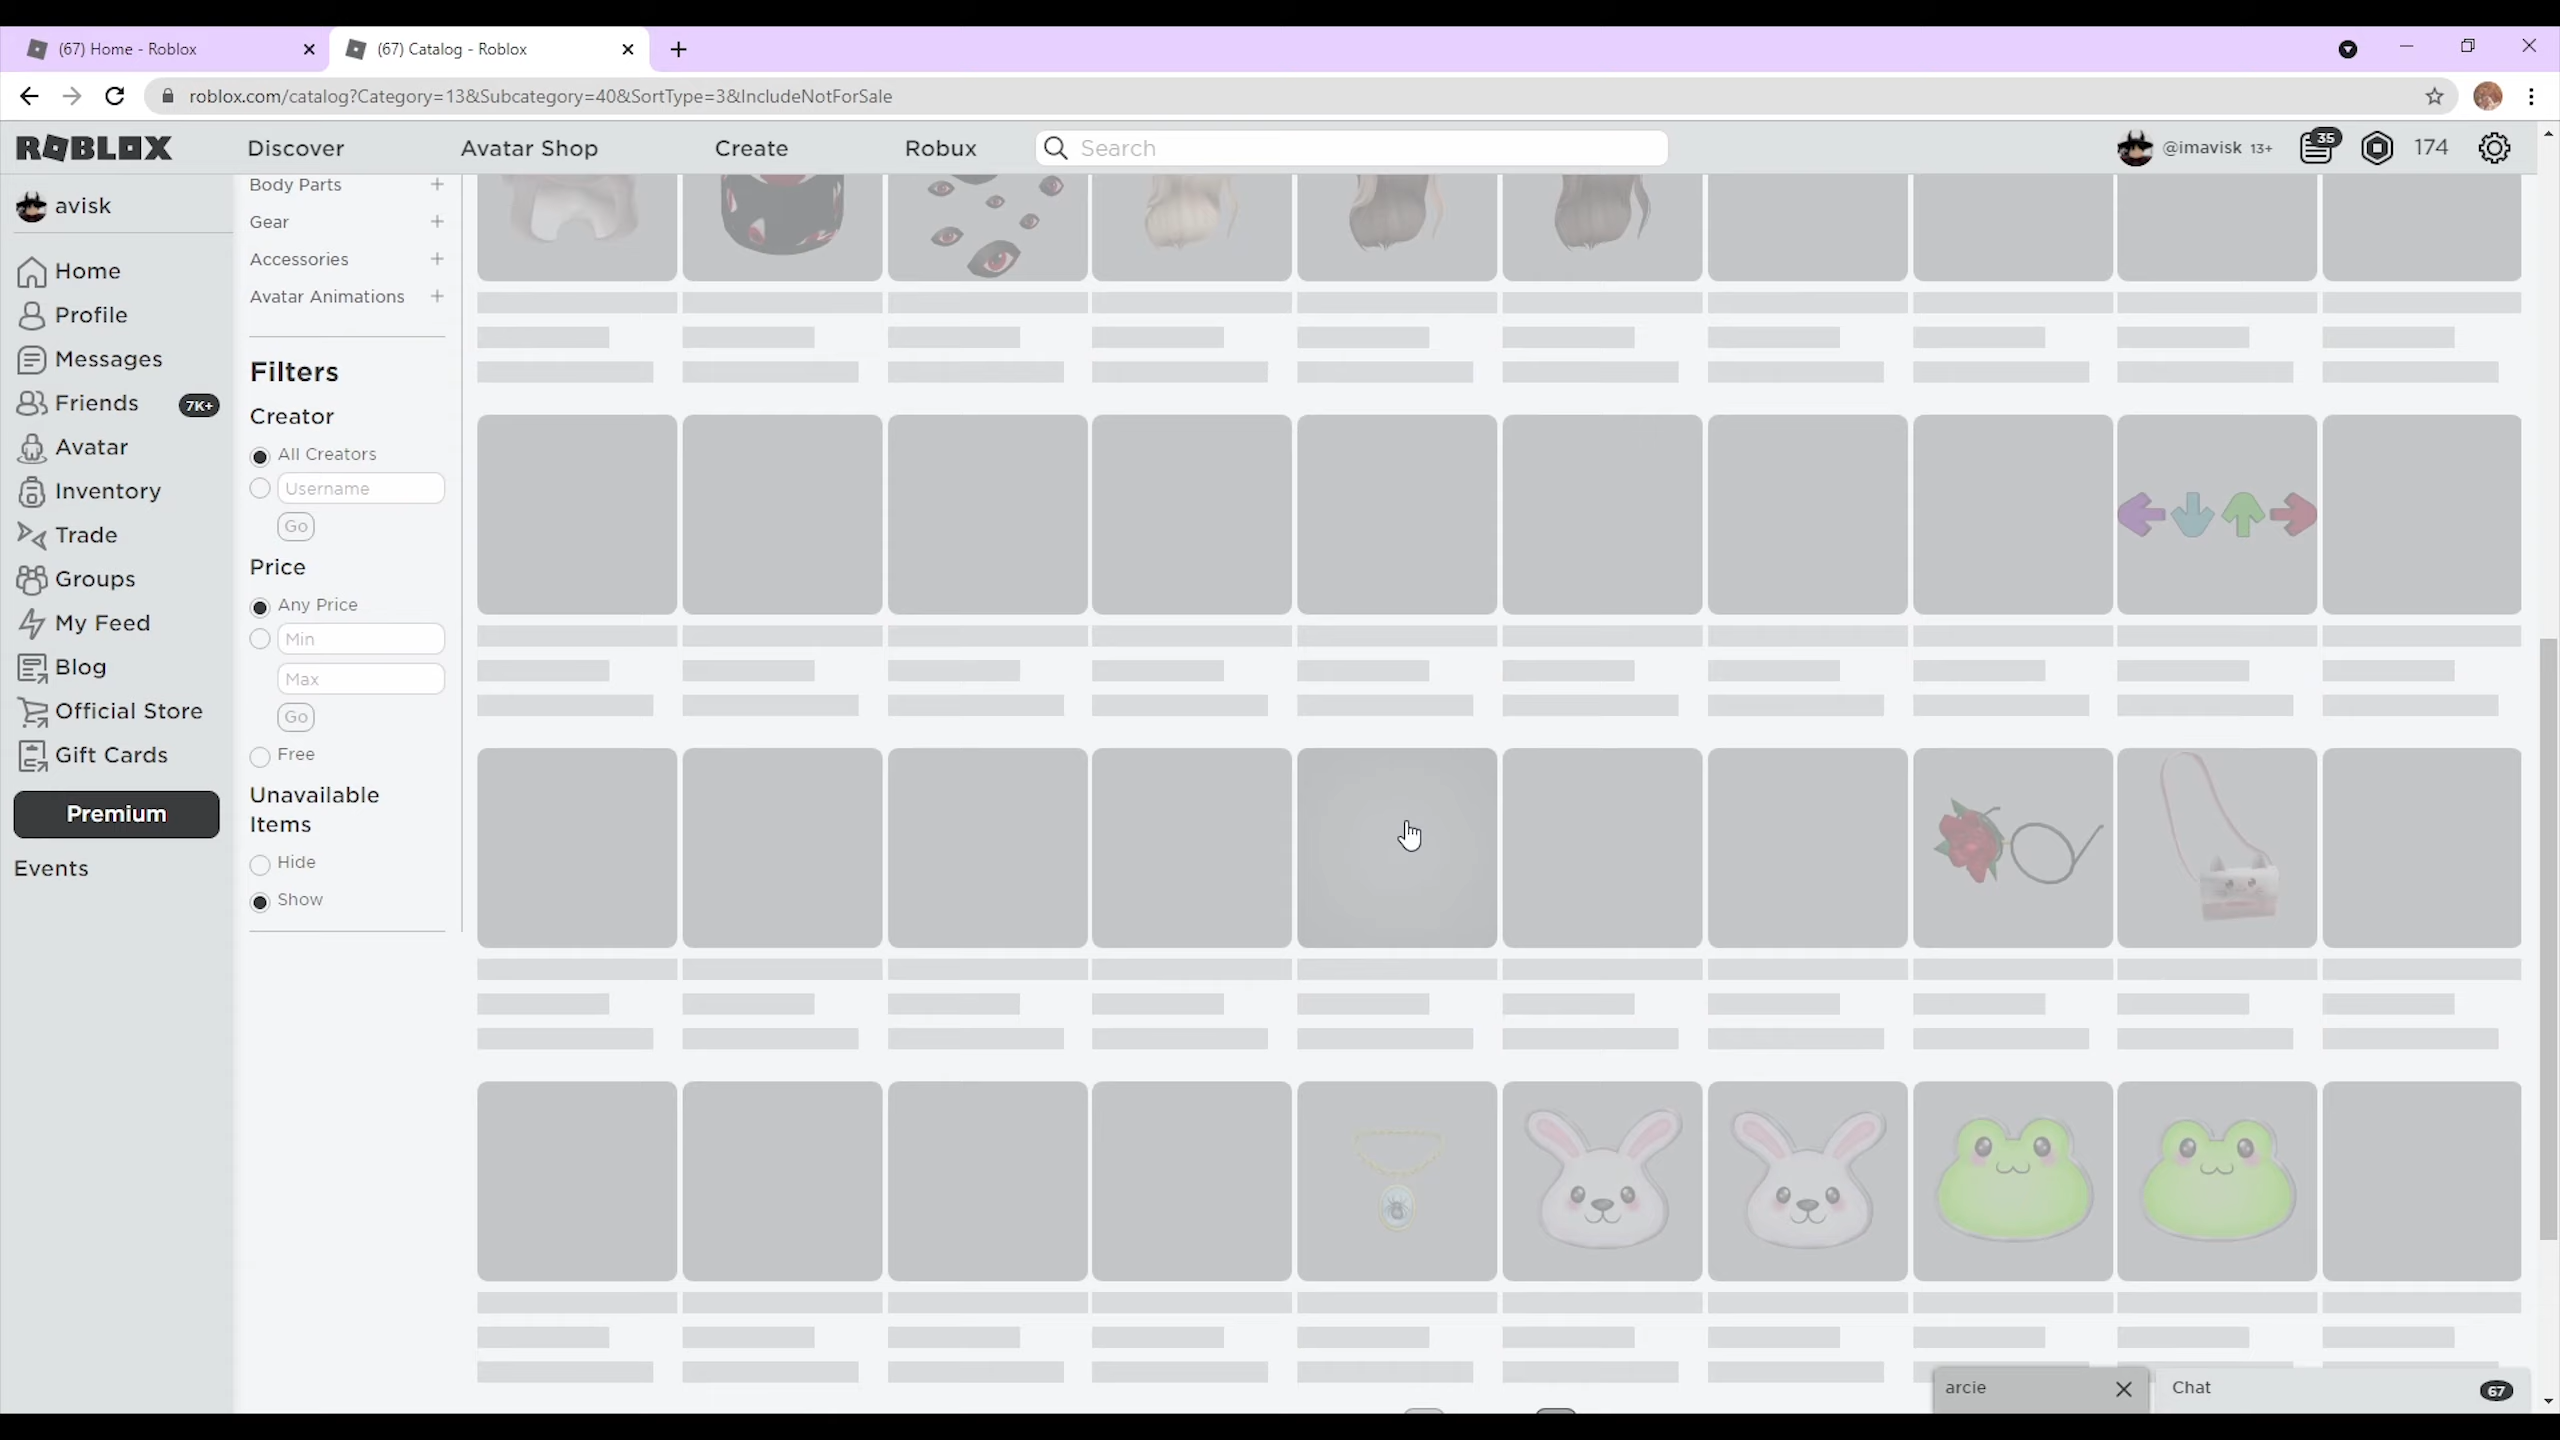 (67) Home - Roblox
(67) Catalog - Roblox
roblox.com/catalog?Category=13&Subcategory=40&SortType=3&IncludeNotForSale
ROBLOX
Discover
Avatar Shop
Create
Robux
Search
@imavisk 13+
35
174
avisk
Home
Profile
Messages
Friends 7K+
Avatar
Inventory
Trade
Groups
My Feed
Blog
Official Store
Gift Cards
Premium
Events
Body Parts +
Gear +
Accessories +
Avatar Animations +
Filters
Creator
All Creators
Username
Go
Price
Any Price
Min
Max
Go
Free
Unavailable
Items
Hide
Show
arcie
Chat
67